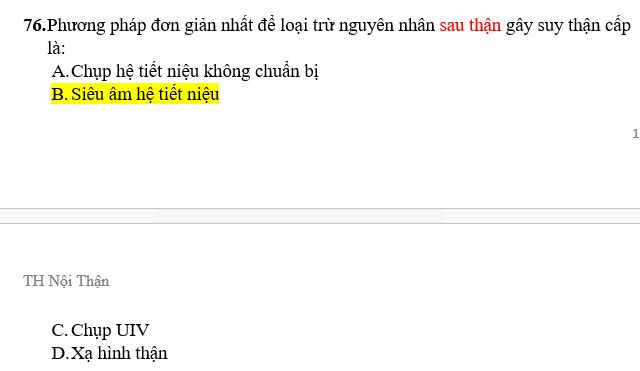 76.Phương pháp đơn giản nhất để loại trừ nguyên nhân sau thận gây suy thận cấp
là:
A.Chụp hệ tiết niệu không chuẩn bị
B. Siêu âm hệ tiết niệu
1
TH Nội Thận
C. Chụp UIV
D.Xạ hình thận